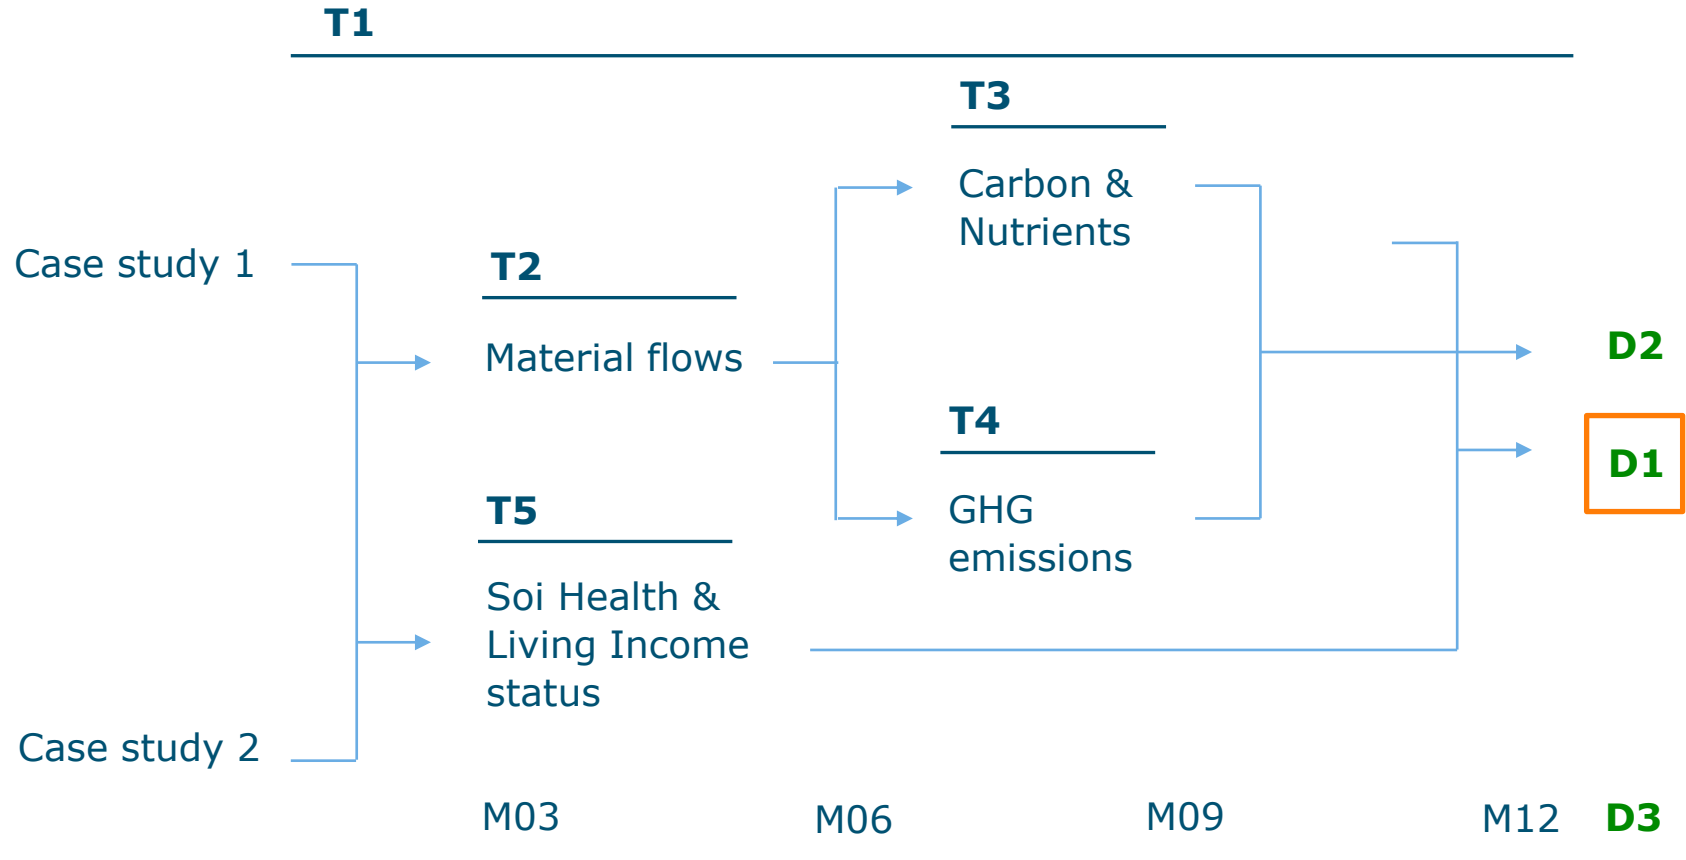 T1
T3
Carbon &
Nutrients
Case study 1
T2
Material flows
D2
T4
D1
GHG
emissions
T5
Soi Health &
Living Income
status
Case study 2
M03
M06
M09
M12
D3